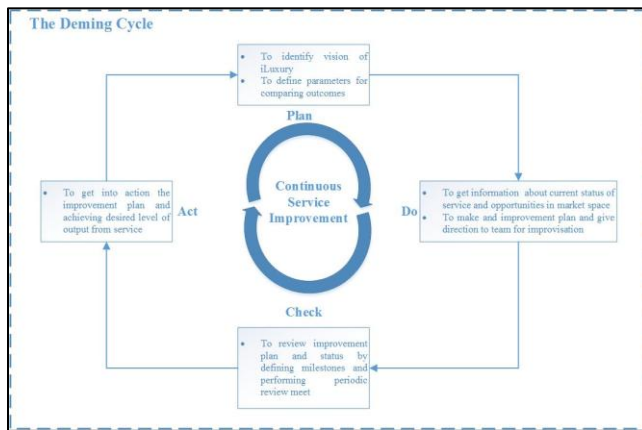 The Deming Cycle
• To identify vision of
iLuxury
• To define parameters for
comparing outcomes
Plan
• To get into action the
improvement plan and
achieving desired level of
output from service
Act
Continuous
Service
Improvement
Do
• To get information about current status of
service and opportunities in market space
• To make and improvement plan and give
direction to team for improvisation
Check
• To review improvement
plan and status by
defining milestones and
performing periodic
review meet